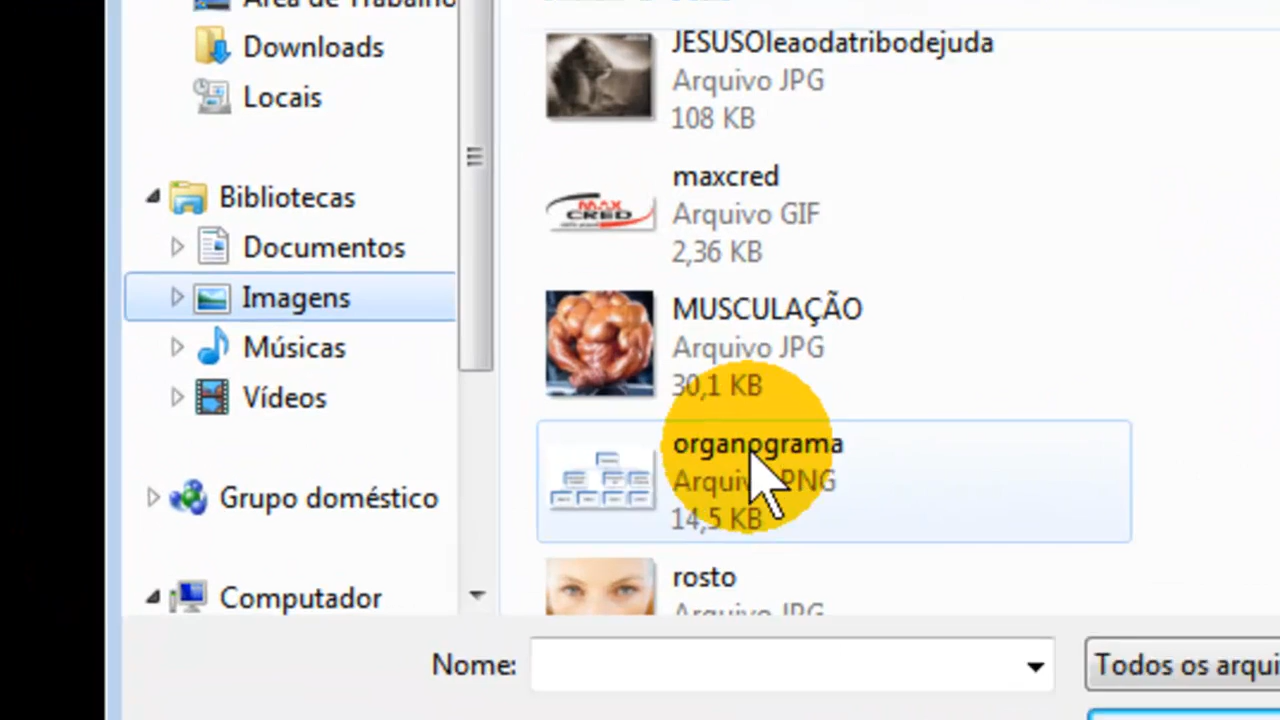 Área de Trabalho
Downloads
Locais
Bibliotecas
Documentos
Imagens
Músicas
Vídeos
Grupo doméstico
Computador
JESUSOleaodatribodejuda
Arquivo JPG
108 KB
MAX
CRED
maxcred
Arquivo GIF
2,36 KB
MUSCULAÇÃO
Arquivo JPG
30,1 KB
organograma
Arquivo PNG
14,5 KB
rosto
Arquivo JPG
Nome:
Todos os arqui